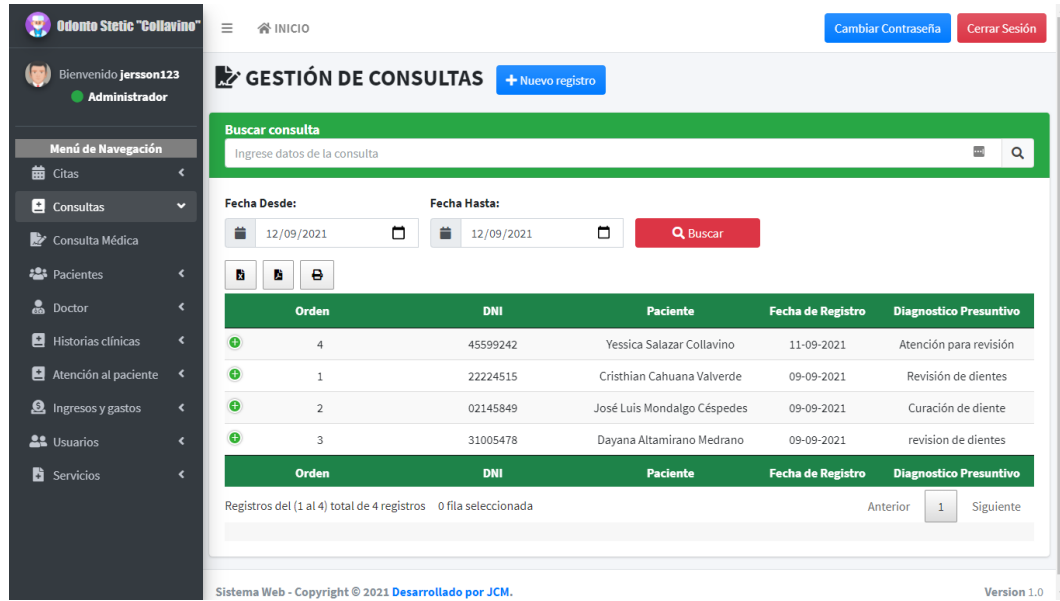 Odonto Stetic "Collavino"
INICIO
Cambiar Contraseña
Cerrar Sesión
Bienvenido jersson123
Administrador
Menú de Navegación
Citas
Consultas
Consulta Médica
Pacientes
Doctor
Historias clínicas
Atención al paciente
Ingresos y gastos
Usuarios
Servicios
GESTIÓN DE CONSULTAS
Nuevo registro
Buscar consulta
Ingrese datos de la consulta
Fecha Desde: Fecha Hasta:
12/09/2021 12/09/2021 Buscar
Orden DNI Paciente Fecha de Registro Diagnostico Presuntivo
4 45599242 Yessica Salazar Collavino 11-09-2021 Atención para revisión
1 22224515 Cristhian Cahuana Valverde 09-09-2021 Revisión de dientes
2 02145849 José Luis Mondalgo Céspedes 09-09-2021 Curación de diente
3 31005478 Dayana Altamirano Medrano 09-09-2021 revision de dientes
Orden DNI Paciente Fecha de Registro Diagnostico Presuntivo
Registros del (1 al 4) total de 4 registros 0 fila seleccionada
Anterior 1 Siguiente
Sistema Web - Copyright © 2021 Desarrollado por JCM.
Version 1.0